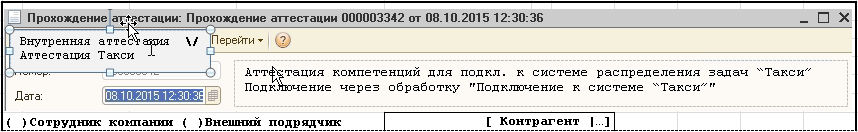 Прохождение аттестации: Прохождение аттестации 000003342 от 08.10.2015 12:30:36
Внутренняя аттестация \/
Аттестация Такси
Перейти
Аттестация компетенций для подкл. к системе распределения задач "Такси"
Подключение через обработку "Подключение к системе "Такси""
Дата: 08.10.2015 12:30:36
( )Сотрудник компании ( )Внешний подрядчик [ Контрагент |…]